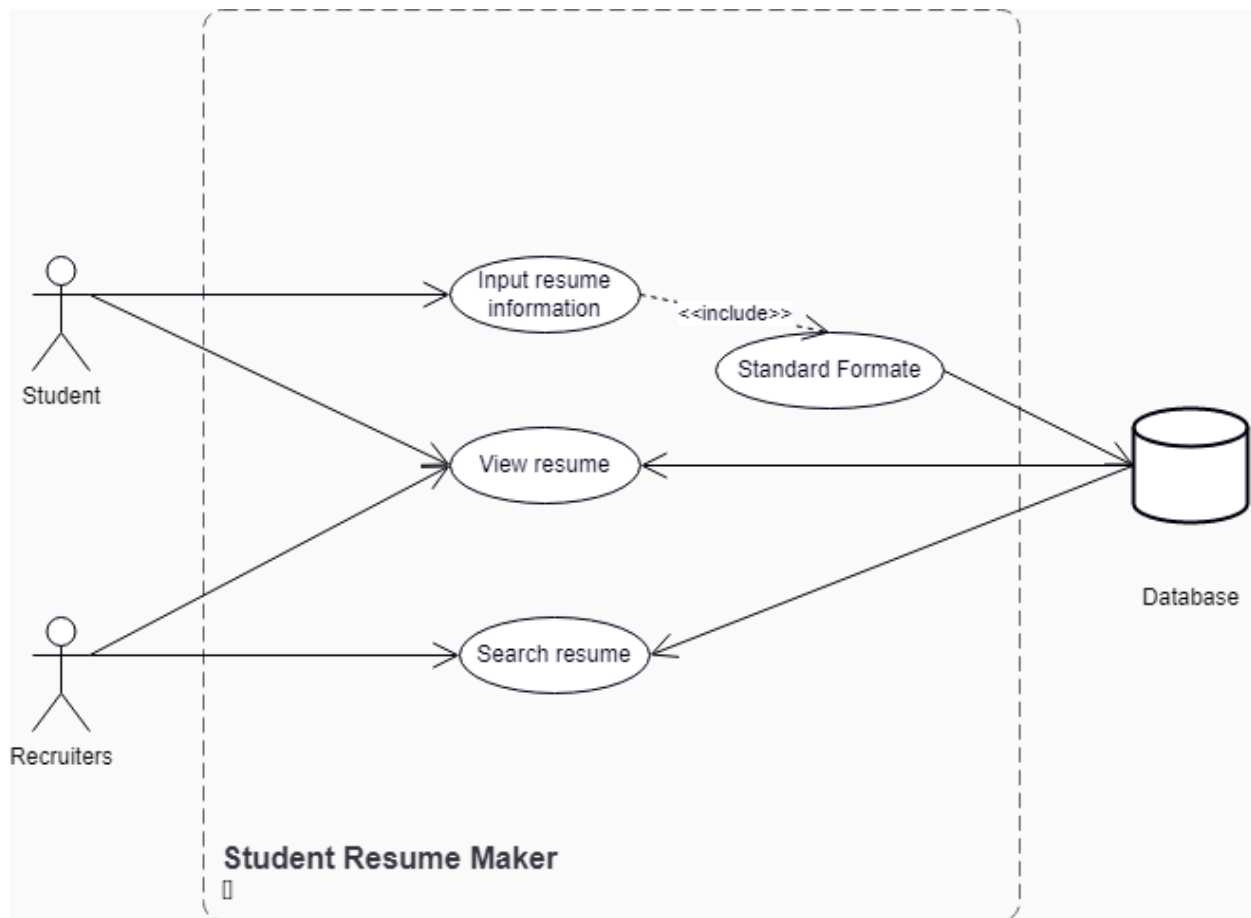 Input resume
information
<<include>>
Standard Formate
Student
View resume
Database
Search resume
Recruiters
Student Resume Maker
[]